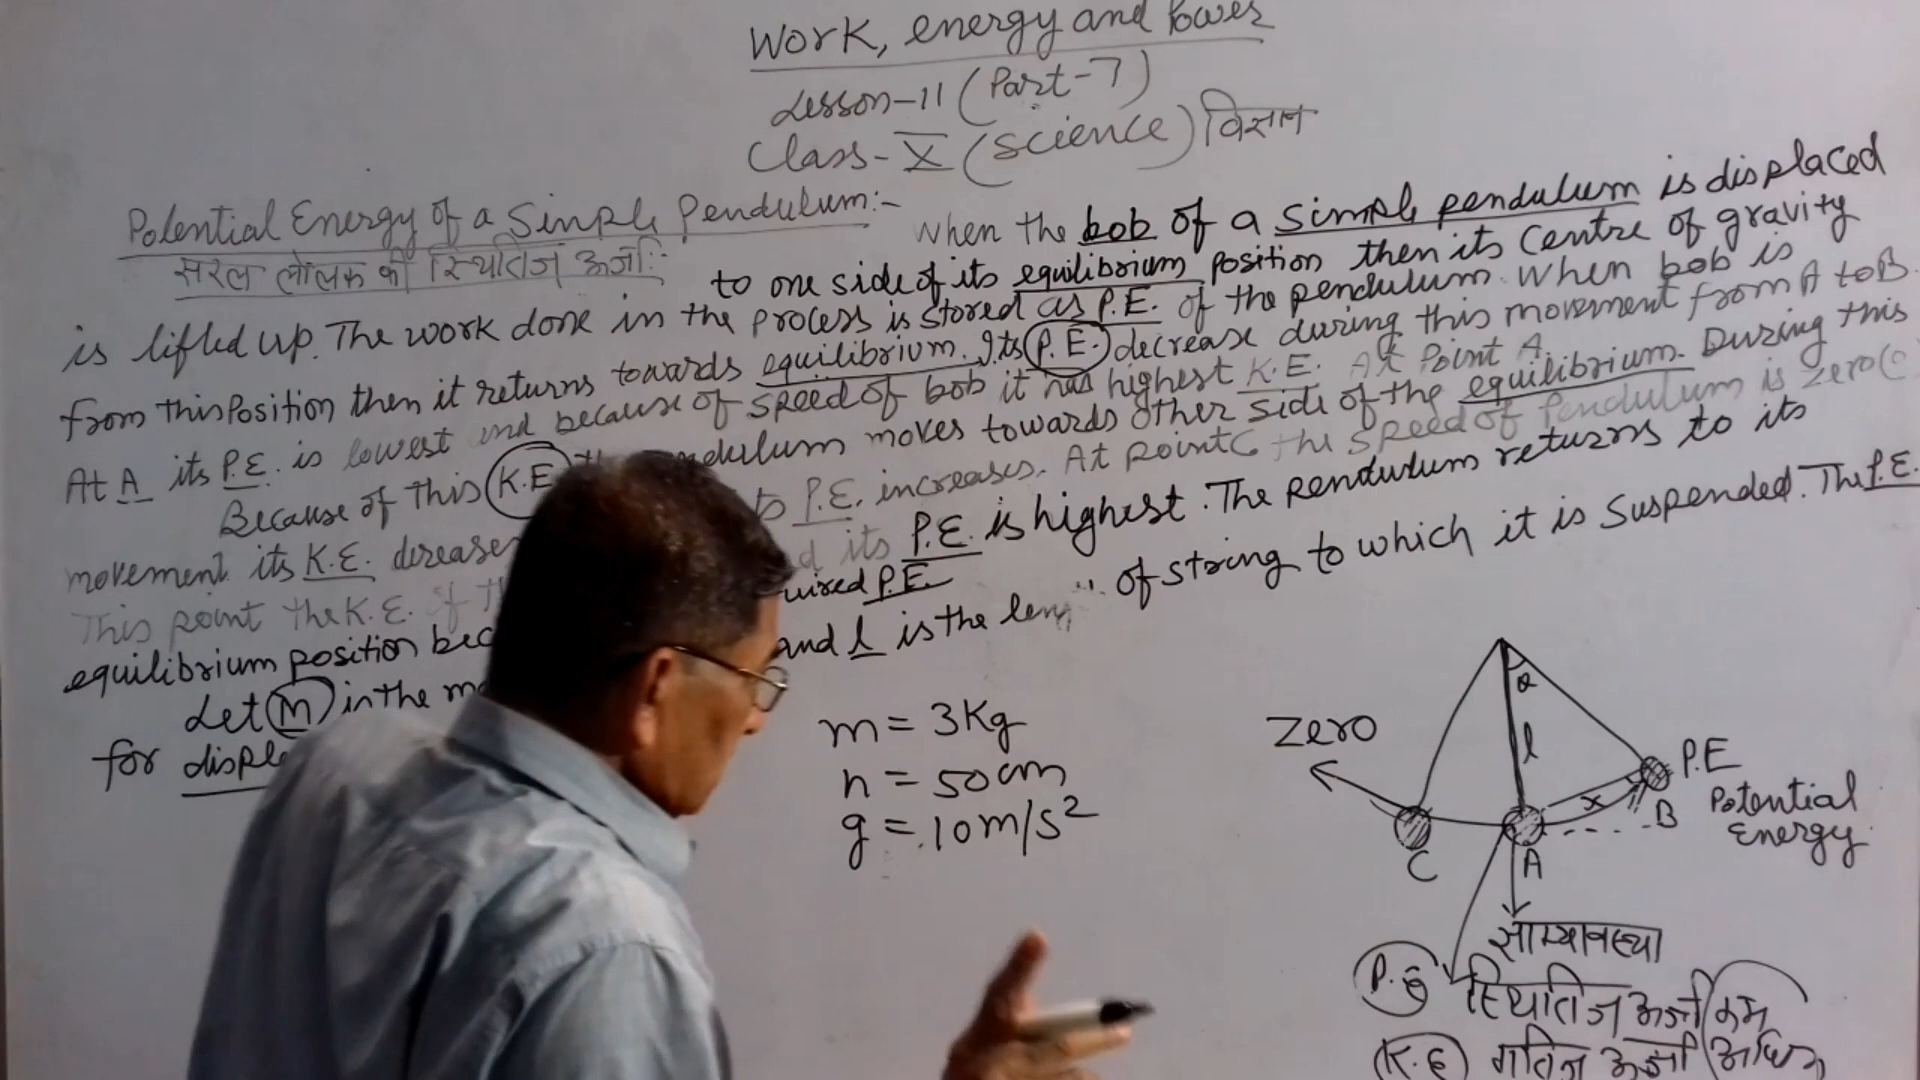 Work, energy and Power
Lesson-11 (Part-7)
Class-X (Science) विज्ञान
Potential Energy of a Simple Pendulum:-
सरल लोलक की स्थितिज ऊर्जा:-
When the bob of a simple pendulum is displaced
to one side of its equilibrium position then its centre of gravity
is lifted up. The work done in the process is stored as P.E. of the pendulum. When bob is
from this position then it returns towards equilibrium. Its P.E. decrease during this movement from A to B.
At A its P.E. is lowest and because of speed of bob it has highest K.E. At Point A
Because of this K.E. pendulum moves towards other side of the equilibrium. During this
movement its K.E. decreases P.E. increases. At point C the speed of Pendulum is zero
This point the K.E. of its P.E. is highest. The Pendulum returns to its
equilibrium position P.E.
Let M in the and l is the of string to which it is suspended. The P.E.
for
m = 3Kg
h = 50cm
g = 10m/s²
Zero
l
x
P.E
Potential
Energy
B
A
C
साम्यावस्था
P.E स्थितिज ऊर्जा कम
K.E गतिज ऊर्जा अधिक